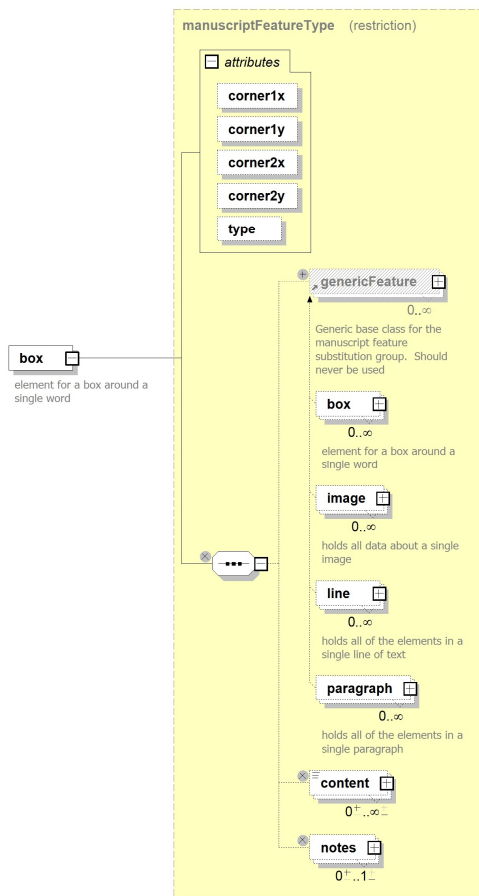 manuscriptFeatureType (restriction)
attributes
corner1x
corner1y
corner2x
corner2y
type
genericFeature
0..∞
Generic base class for the
manuscript feature
substitution group. Should
never be used
box
element for a box around a
single word
box
0..∞
element for a box around a
single word
image
0..∞
holds all data about a single
image
line
0..∞
holds all of the elements in a
single line of text
paragraph
0..∞
holds all of the elements in a
single paragraph
content
0±..∞±
notes
0±..1±